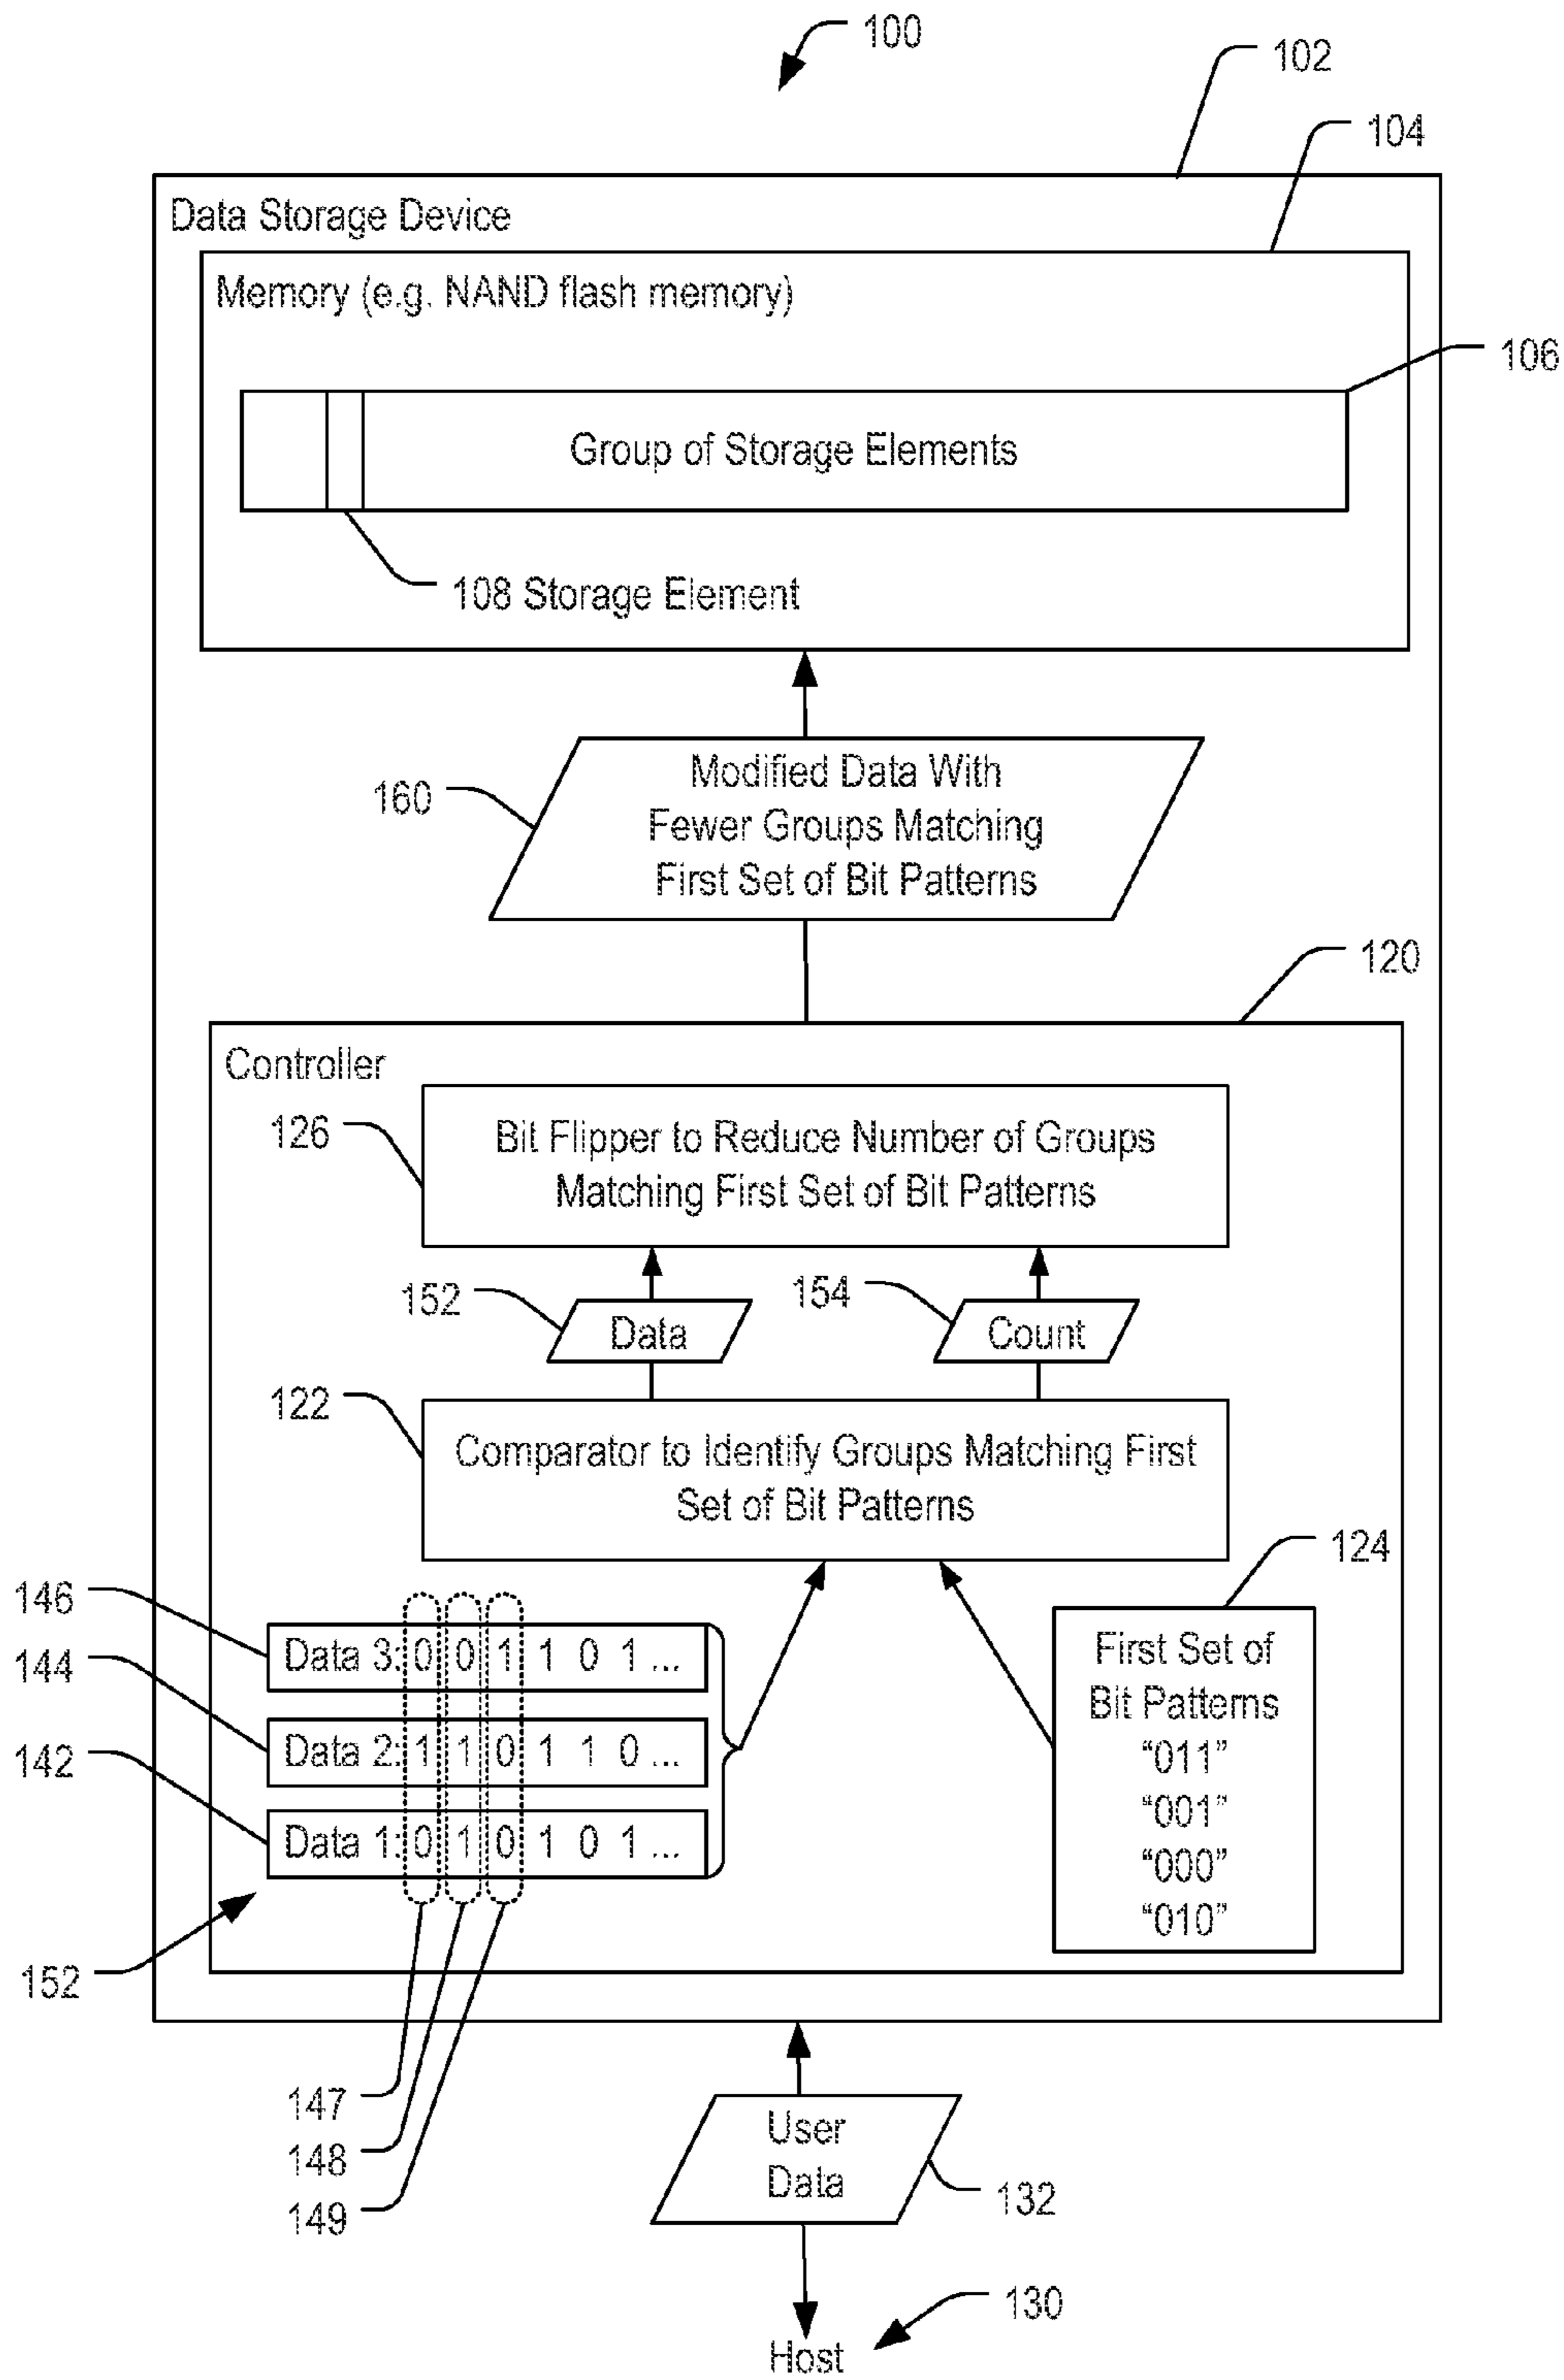 100
102
104
Data Storage Device
Memory (e.g. NAND flash memory)
106
Group of Storage Elements
108 Storage Element
160
Modified Data With
Fewer Groups Matching
First Set of Bit Patterns
120
Controller
126
Bit Flipper to Reduce Number of Groups
Matching First Set of Bit Patterns
152
Data
154
Count
122
Comparator to Identify Groups Matching First
Set of Bit Patterns
124
146
Data 3: 0 0 1 1 0 1 ...
144
Data 2: 1 1 0 1 1 0 ...
142
Data 1: 0 1 0 1 0 1 ...
First Set of
Bit Patterns
“011”
“001”
“000”
“010”
152
147
148
149
User
Data
132
130
Host